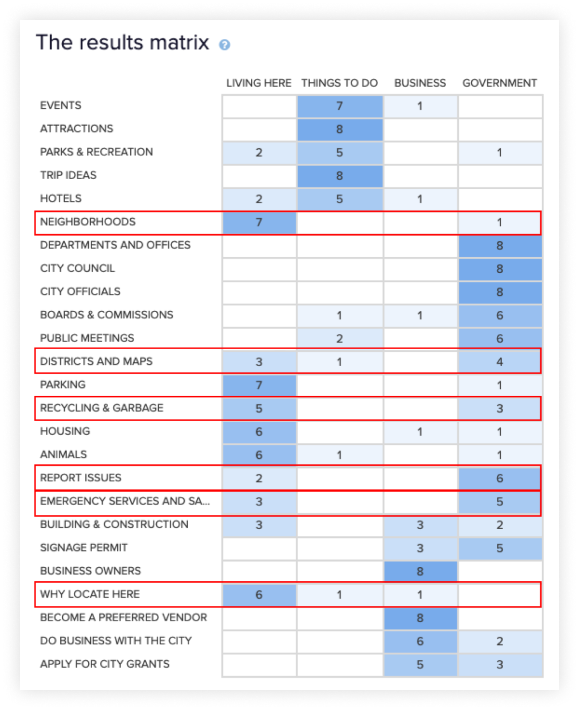 The results matrix ?
LIVING HERE THINGS TO DO BUSINESS GOVERNMENT
EVENTS 7 1
ATTRACTIONS 8
PARKS & RECREATION 2 5 1
TRIP IDEAS 8
HOTELS 2 5 1
NEIGHBORHOODS 7 1
DEPARTMENTS AND OFFICES 8
CITY COUNCIL 8
CITY OFFICIALS 8
BOARDS & COMMISSIONS 1 1 6
PUBLIC MEETINGS 2 6
DISTRICTS AND MAPS 3 1 4
PARKING 7 1
RECYCLING & GARBAGE 5 3
HOUSING 6 1 1
ANIMALS 6 1 1
REPORT ISSUES 2 6
EMERGENCY SERVICES AND SA... 3 5
BUILDING & CONSTRUCTION 3 3 2
SIGNAGE PERMIT 3 5
BUSINESS OWNERS 8
WHY LOCATE HERE 6 1 1
BECOME A PREFERRED VENDOR 8
DO BUSINESS WITH THE CITY 6 2
APPLY FOR CITY GRANTS 5 3